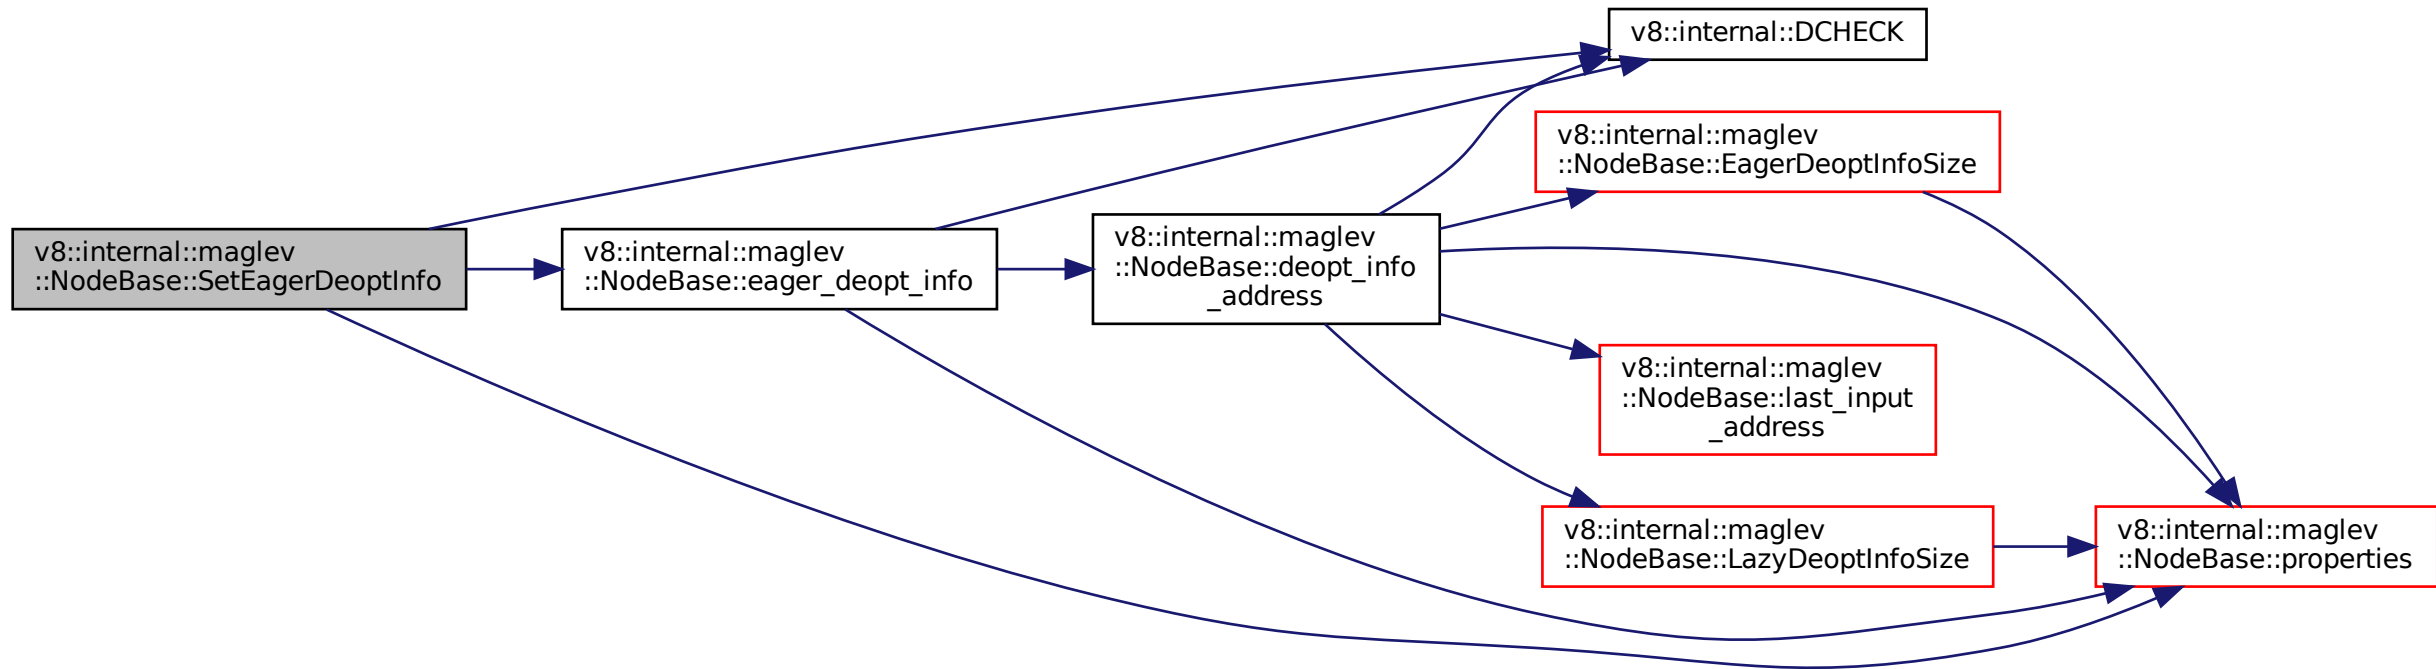 v8::internal::maglev
::NodeBase::SetEagerDeoptInfo
v8::internal::maglev
::NodeBase::eager_deopt_info
v8::internal::maglev
::NodeBase::deopt_info
_address
v8::internal::DCHECK
v8::internal::maglev
::NodeBase::EagerDeoptInfoSize
v8::internal::maglev
::NodeBase::last_input
_address
v8::internal::maglev
::NodeBase::LazyDeoptInfoSize
v8::internal::maglev
::NodeBase::properties